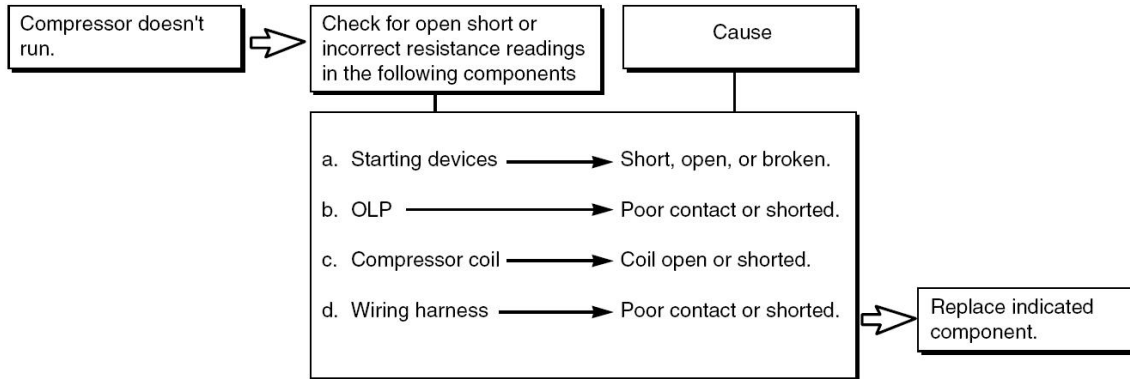 Compressor doesn't
run.
Check for open short or
incorrect resistance readings
in the following components
Cause
a. Starting devices Short, open, or broken.
b. OLP Poor contact or shorted.
c. Compressor coil Coil open or shorted.
d. Wiring harness Poor contact or shorted.
Replace indicated
component.